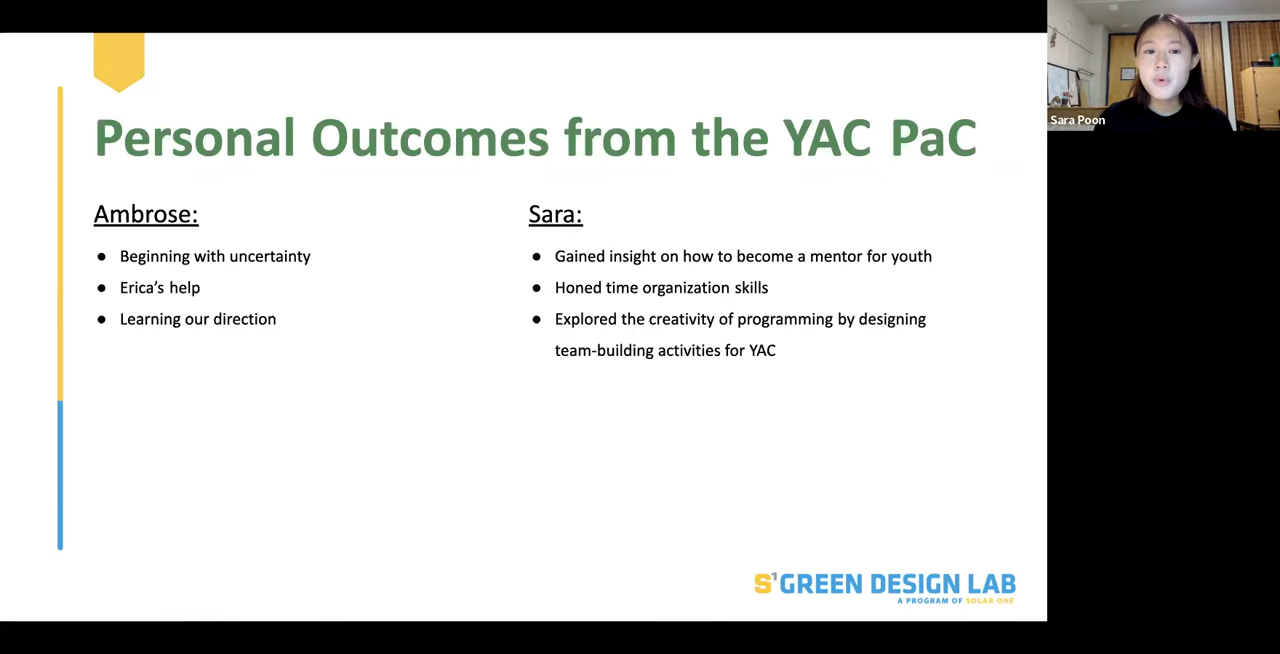 Personal Outcomes from the YAC PaC
Ambrose:
● Beginning with uncertainty
● Erica’s help
● Learning our direction
Sara:
● Gained insight on how to become a mentor for youth
● Honed time organization skills
● Explored the creativity of programming by designing
team-building activities for YAC
S¹GREEN DESIGN LAB
A PROGRAM OF SOLAR ONE
Sara Poon